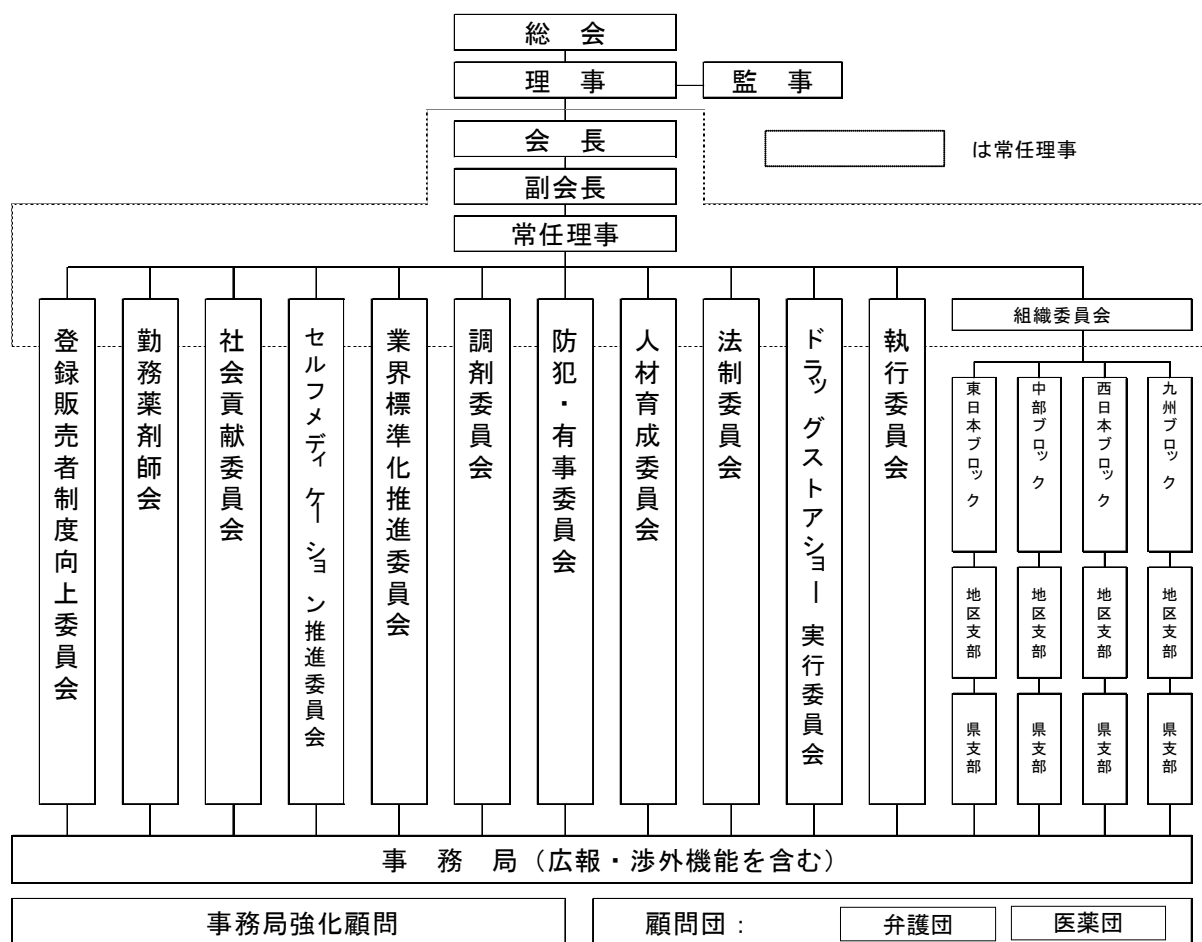 総　会
理　事
監　事
会　長
は常任理事
副会長
常任理事
登録販売者制度向上委員会
勤務薬剤師会
社会貢献委員会
セルフメディケーション推進委員会
業界標準化推進委員会
調剤委員会
防犯・有事委員会
人材育成委員会
法制委員会
ドラッグストアショー実行委員会
執行委員会
組織委員会
東日本ブロック
中部ブロック
西日本ブロック
九州ブロック
地区支部
地区支部
地区支部
地区支部
県支部
県支部
県支部
県支部
事　務　局（広報・渉外機能を含む）
事務局強化顧問
顧問団：
弁護団
医薬団